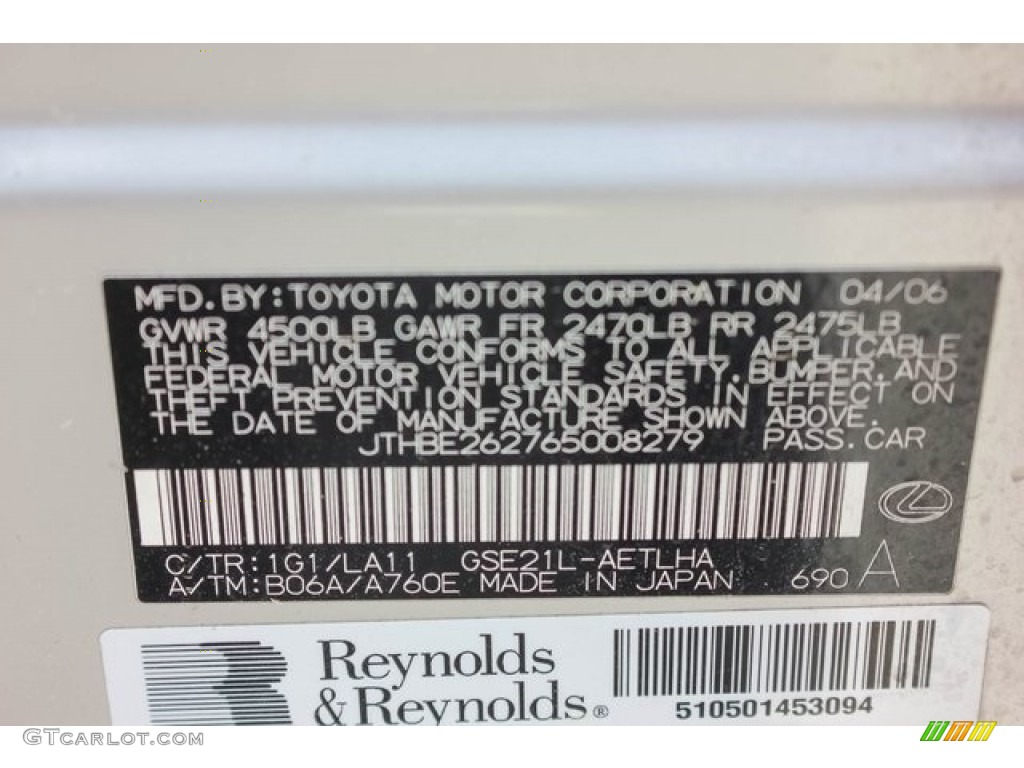 MFD.BY:TOYOTA MOTOR CORPORATION 04/06
GVWR 4500LB GAWR FR 2470LB RR 2475LB
THIS VEHICLE CONFORMS TO ALL APPLICABLE
FEDERAL MOTOR VEHICLE SAFETY,BUMPER,AND
THEFT PREVENTION STANDARDS IN EFFECT ON
THE DATE OF MANUFACTURE SHOWN ABOVE.
JTHBE262765008279 PASS.CAR
C/TR:1G1/LA11 GSE21L-AETLHA
A/TM:B06A/A760E MADE IN JAPAN 690 A
Reynolds
&Reynolds®
510501453094
GTCarlot.com